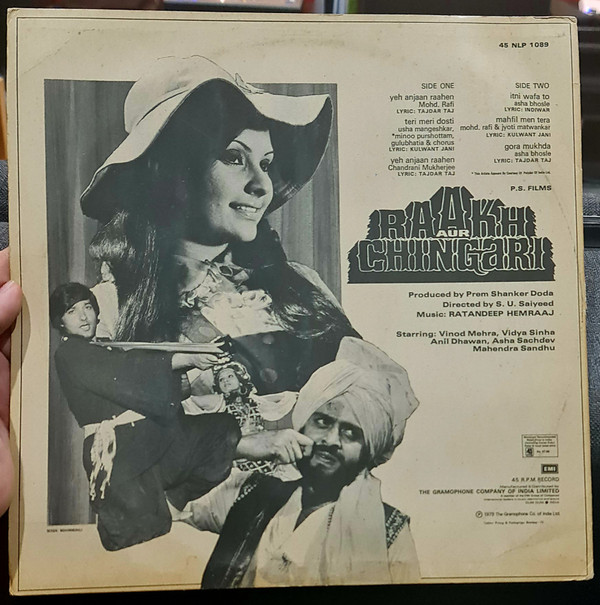 45 NLP 1089
SIDE ONE
yeh anjaan raahen
Mohd. Rafi
LYRIC: TAJDAR TAJ
teri meri dosti
usha mangeshkar,
*minoo purshottam,
gulubhatia & chorus
LYRIC: KULWANT JANI
yeh anjaan raahen
Chandrani Mukherjee
LYRIC: TAJDAR TAJ
SIDE TWO
itni wafa to
asha bhosle
LYRIC: INDIWAR
mahfil men tera
mohd. rafi & jyoti matwankar
LYRIC: KULWANT JANI
gora mukhda
asha bhosle
LYRIC: TAJDAR TAJ
P.S. FILMS
RAAKH
AUR
CHINGARI
Produced by Prem Shanker Doda
Directed by S. U. Saiyeed
Music: RATANDEEP HEMRAAJ
Starring: Vinod Mehra, Vidya Sinha
Anil Dhawan, Asha Sachdev
Mahendra Sandhu
EMI
45 R.P.M. RECORD
Manufactured & Distributed by
THE GRAMOPHONE COMPANY OF INDIA LIMITED